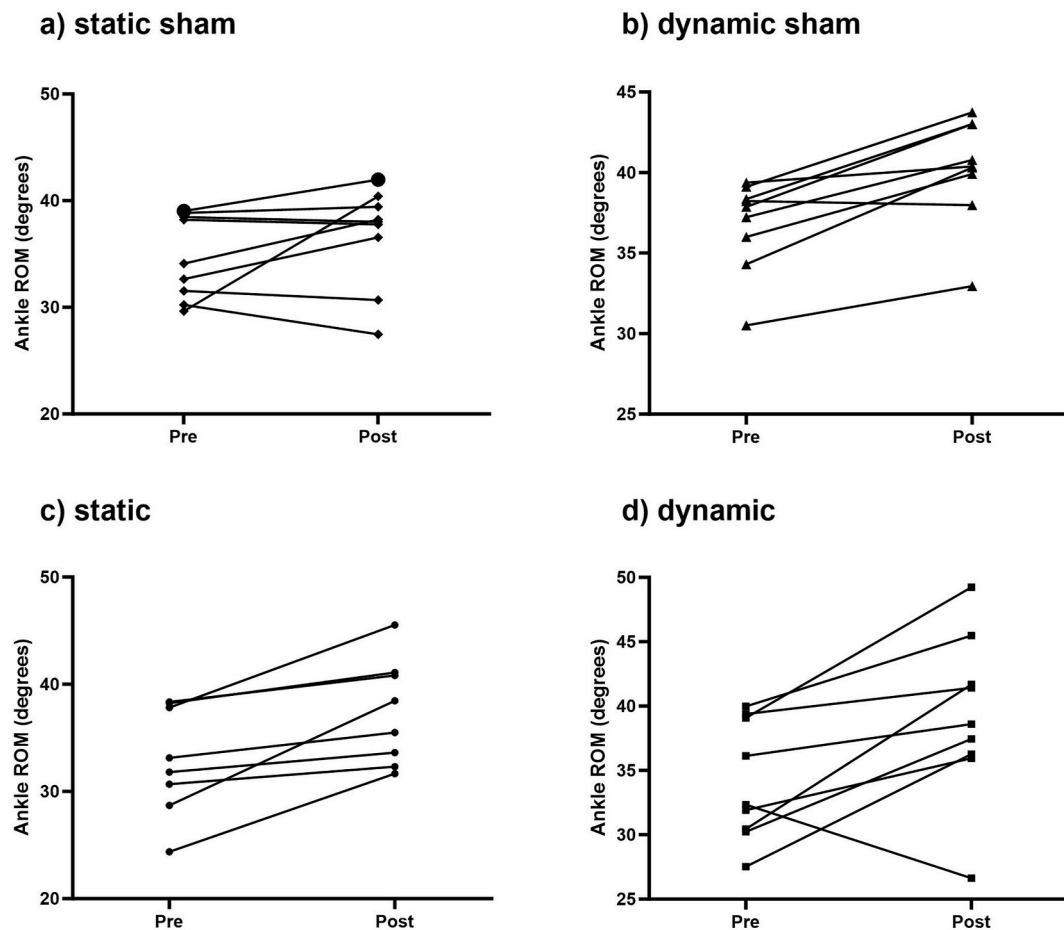 a) static sham
b) dynamic sham
50
40
30
20
Ankle ROM (degrees)
Pre
Post
45
40
35
30
25
Ankle ROM (degrees)
Pre
Post
c) static
d) dynamic
50
40
30
20
Ankle ROM (degrees)
Pre
Post
50
45
40
35
30
25
Ankle ROM (degrees)
Pre
Post